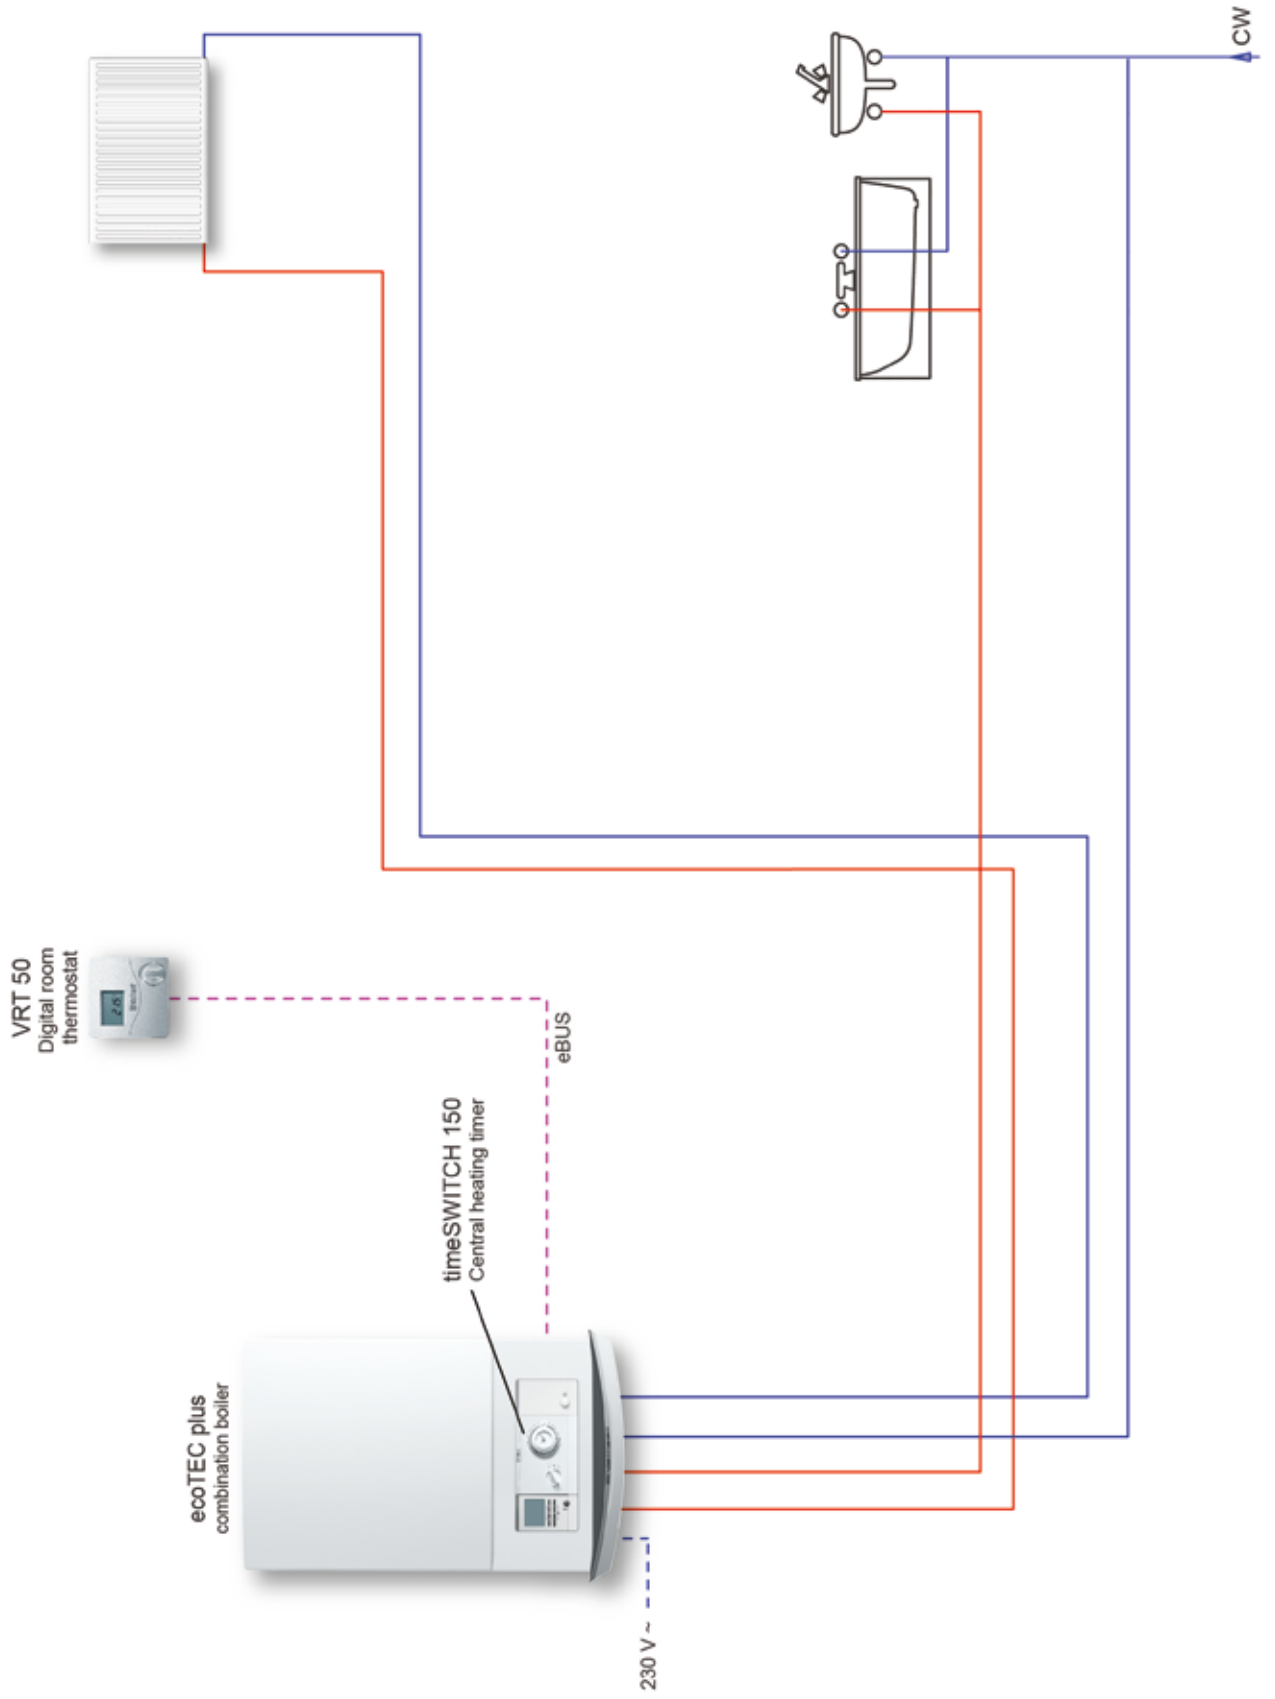 ecoTEC plus
combination boiler
timeSWITCH 150
Central heating timer
VRT 50
Digital room
thermostat
eBUS
230 V ~
CW